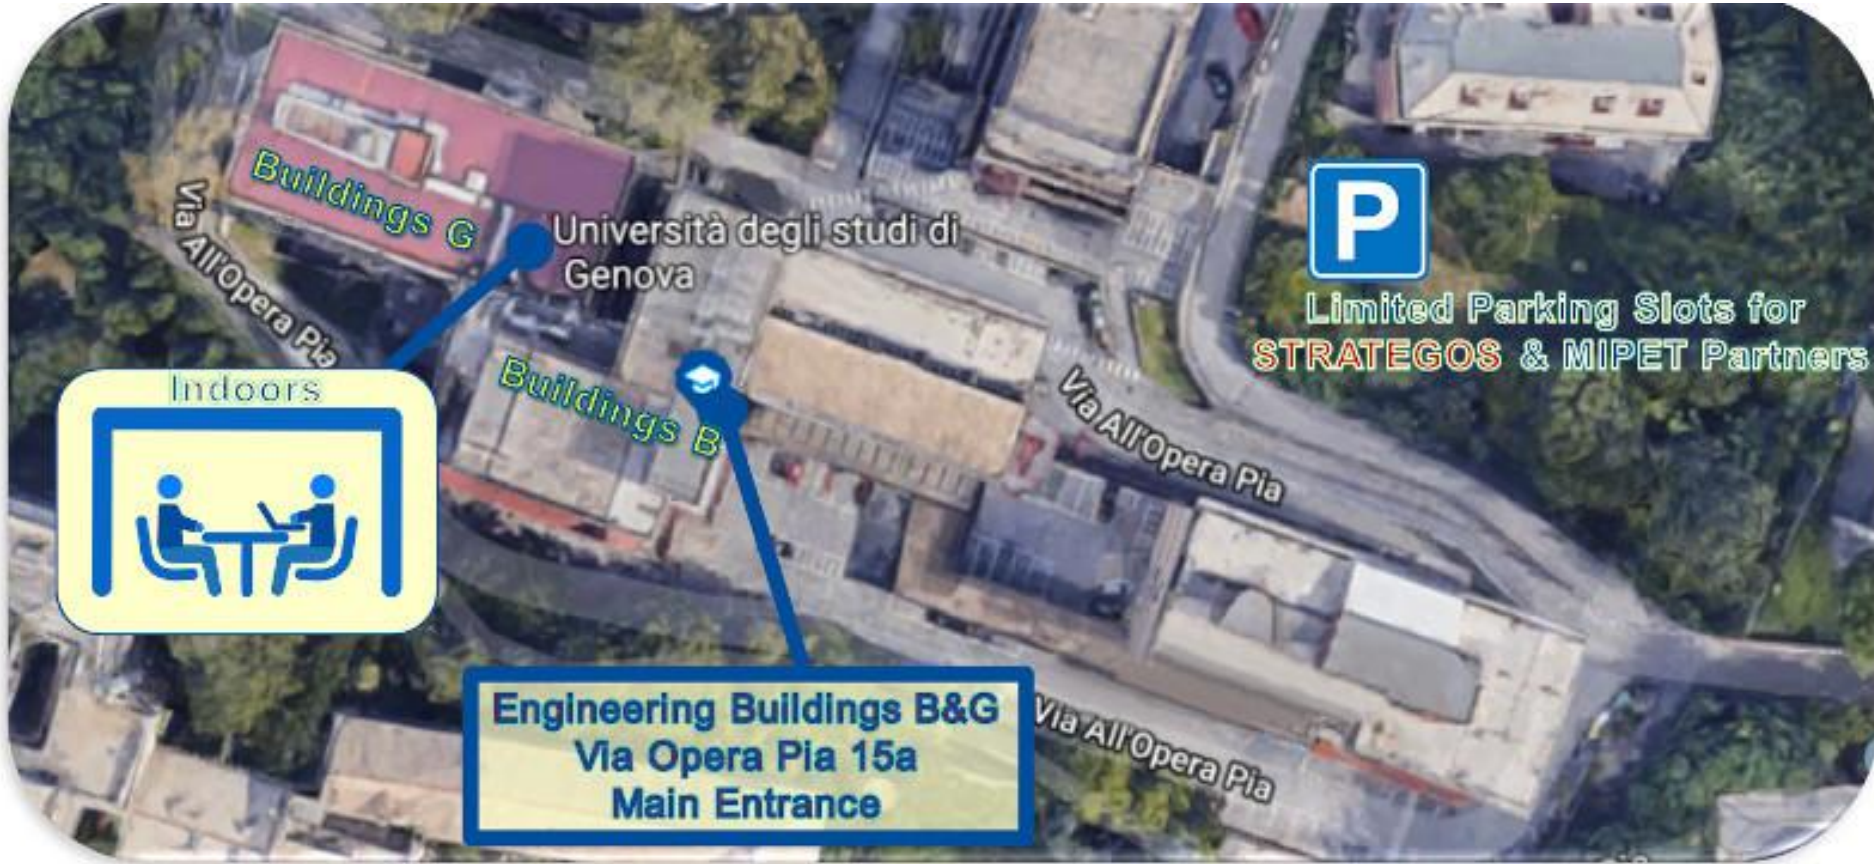 Buildings G
Via All'Opera Pia
Università degli studi di
Genova
P
Limited Parking Slots for
STRATEGOS & MIPET Partners
Indoors
Buildings B
Via All'Opera Pia
Engineering Buildings B&G
Via Opera Pia 15a
Main Entrance
Via All'Opera Pia